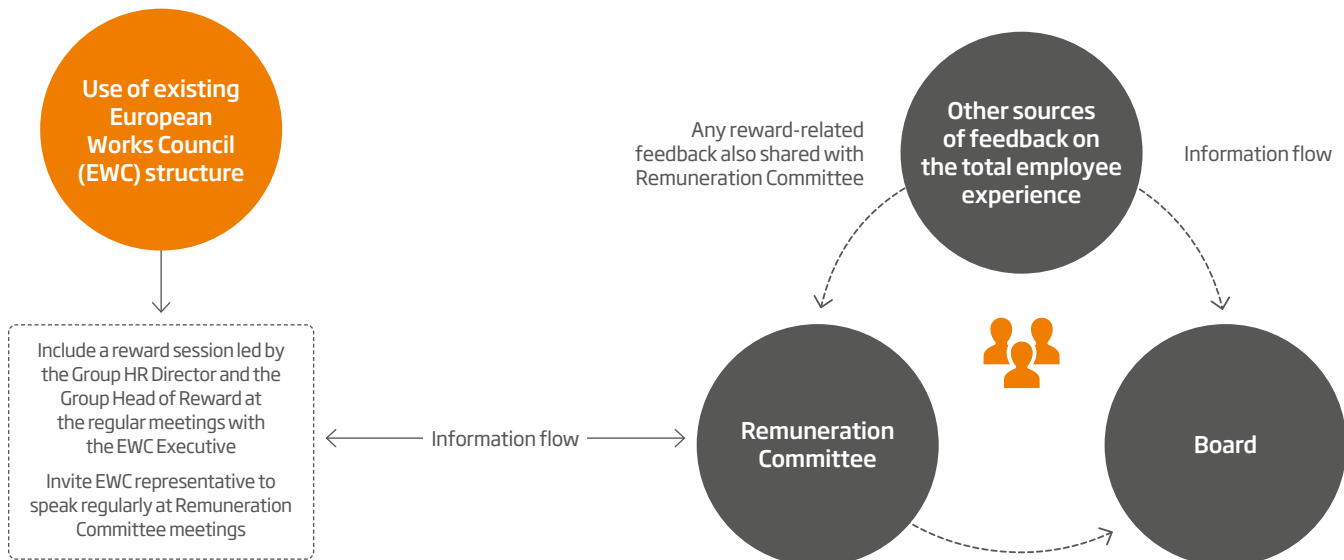 Use of existing
European
Works Council
(EWC) structure
Include a reward session led by
the Group HR Director and the
Group Head of Reward at
the regular meetings with
the EWC Executive
Invite EWC representative to
speak regularly at Remuneration
Committee meetings
Information flow
Any reward-related
feedback also shared with
Remuneration Committee
Other sources
of feedback on
the total employee
experience
Information flow
Remuneration
Committee
Board